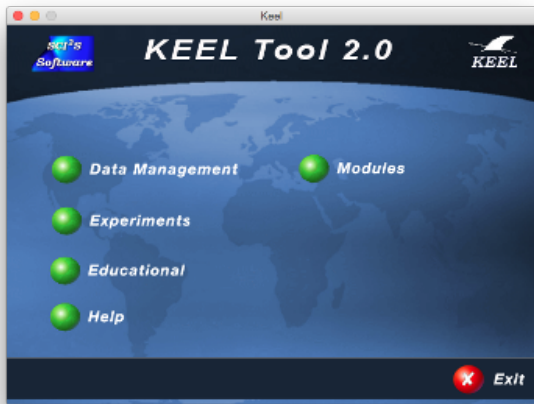 Keel
SCI²S
Software
KEEL Tool 2.0
KEEL
Data Management
Modules
Experiments
Educational
Help
Exit